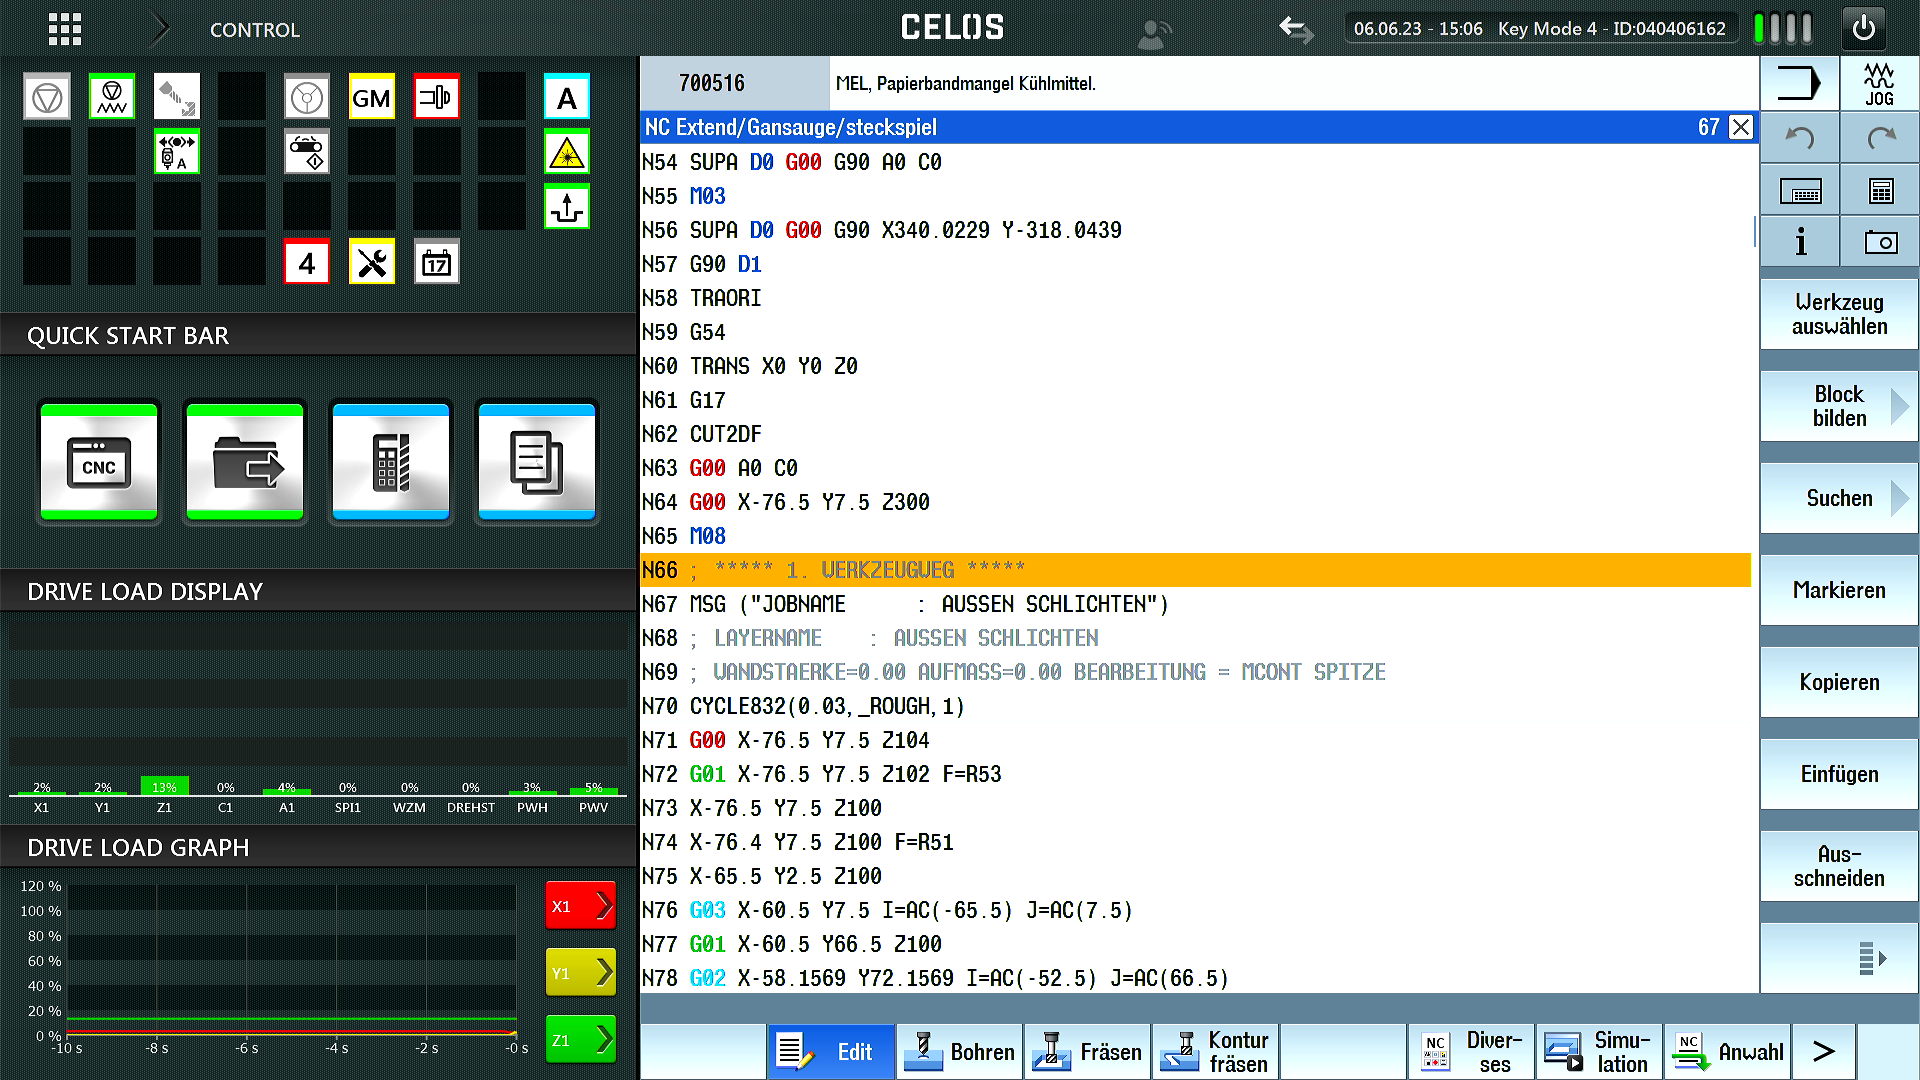 CONTROL
CELOS
06.06.23 - 15:06 Key Mode 4 - ID:040406162
GM
A
A
4
17
QUICK START BAR
CNC
DRIVE LOAD DISPLAY
2% 2% 13% 0% 4% 0% 0% 0% 3% 5%
X1 Y1 Z1 C1 A1 SPI1 WZM DREHST PWH PWV
DRIVE LOAD GRAPH
120 %
100 %
80 %
60 %
40 %
20 %
0 %
-10 s -8 s -6 s -4 s -2 s -0 s
X1
Y1
Z1
700516 MEL, Papierbandmangel Kühlmittel.
NC Extend/Gansauge/steckspiel 67
N54 SUPA D0 G00 G90 A0 C0
N55 M03
N56 SUPA D0 G00 G90 X340.0229 Y-318.0439
N57 G90 D1
N58 TRAORI
N59 G54
N60 TRANS X0 Y0 Z0
N61 G17
N62 CUT2DF
N63 G00 A0 C0
N64 G00 X-76.5 Y7.5 Z300
N65 M08
N66 ; ***** 1. WERKZEUGWEG *****
N67 MSG ("JOBNAME : AUSSEN SCHLICHTEN")
N68 ; LAYERNAME : AUSSEN SCHLICHTEN
N69 ; WANDSTAERKE=0.00 AUFMASS=0.00 BEARBEITUNG = MCONT SPITZE
N70 CYCLE832(0.03,_ROUGH,1)
N71 G00 X-76.5 Y7.5 Z104
N72 G01 X-76.5 Y7.5 Z102 F=R53
N73 X-76.5 Y7.5 Z100
N74 X-76.4 Y7.5 Z100 F=R51
N75 X-65.5 Y2.5 Z100
N76 G03 X-60.5 Y7.5 I=AC(-65.5) J=AC(7.5)
N77 G01 X-60.5 Y66.5 Z100
N78 G02 X-58.1569 Y72.1569 I=AC(-52.5) J=AC(66.5)
JOG
i
Werkzeug
auswählen
Block
bilden
Suchen
Markieren
Kopieren
Einfügen
Aus-
schneiden
Edit
Bohren
Fräsen
Kontur
fräsen
NC
Diver-
ses
Simu-
lation
NC
Anwahl
>